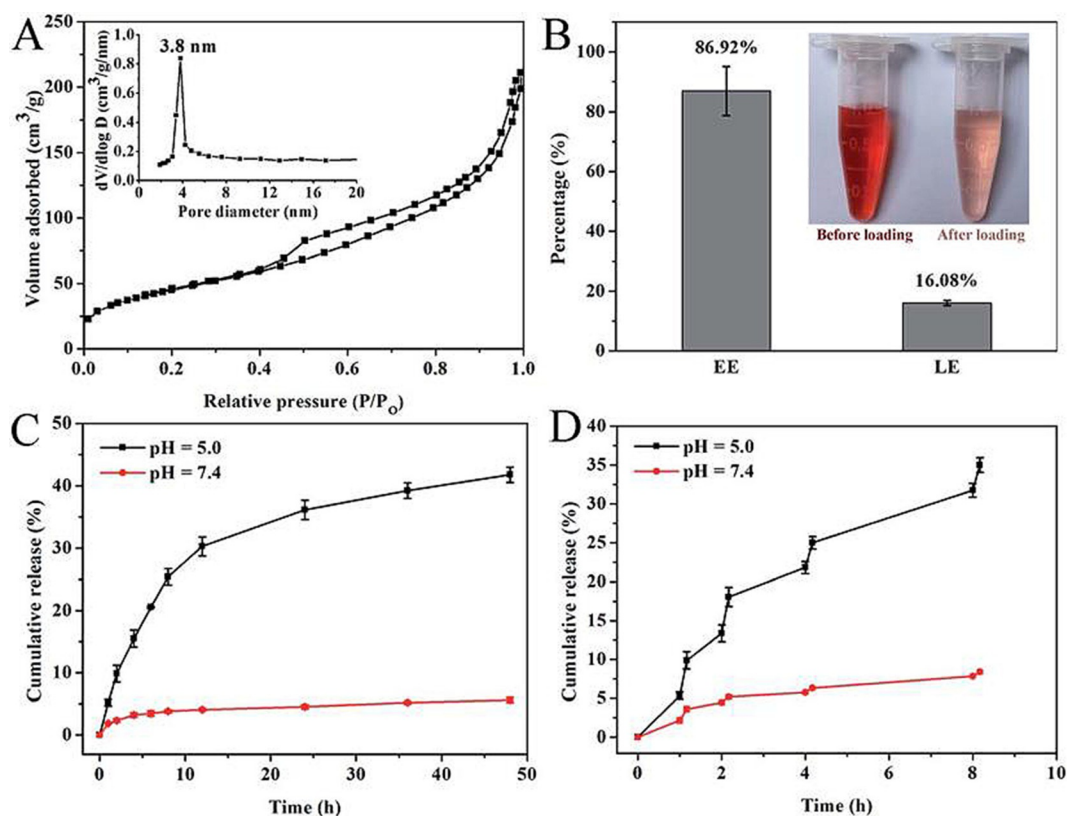 A
250
200
150
100
50
0
Volume adsorbed (cm³/g)
0.0 0.2 0.4 0.6 0.8 1.0
Relative pressure (P/Po)
3.8 nm
1.0
0.8
0.6
0.4
0.2
0.0
dV/dlog D (cm³/g/nm)
0 4 8 12 16 20
Pore diameter (nm)
B
100
80
60
40
20
0
Percentage (%)
86.92%
16.08%
EE LE
Before loading After loading
C
50
40
30
20
10
0
Cumulative release (%)
pH = 5.0
pH = 7.4
0 10 20 30 40 50
Time (h)
D
40
35
30
25
20
15
10
5
0
Cumulative release (%)
pH = 5.0
pH = 7.4
0 2 4 6 8 10
Time (h)